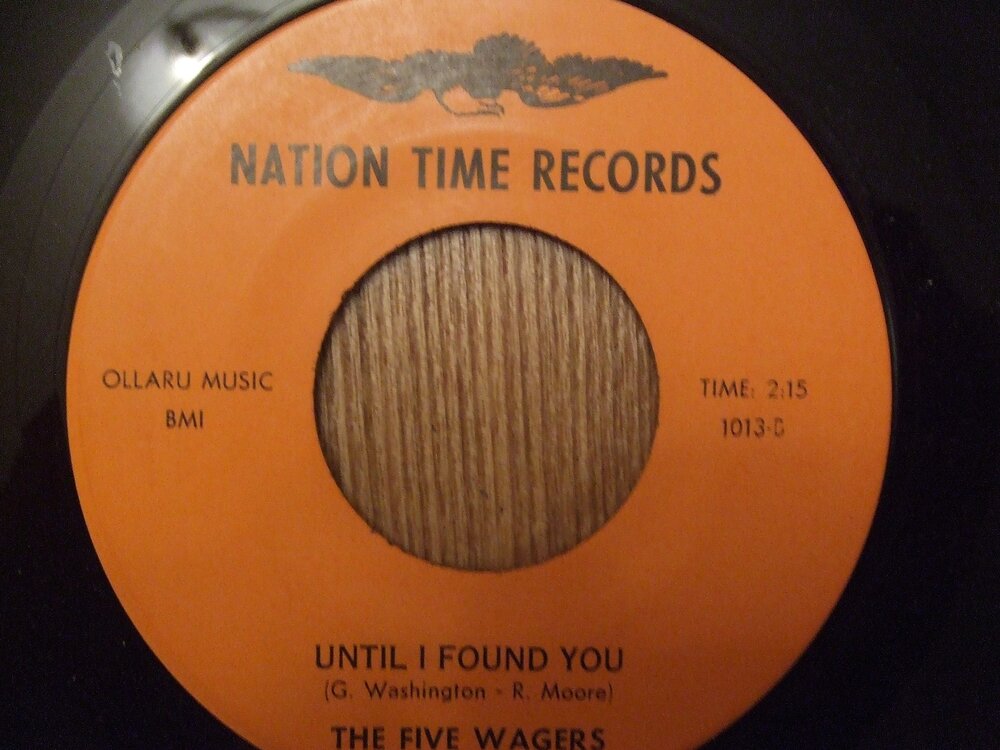 NATION TIME RECORDS
OLLARU MUSIC
BMI
TIME: 2:15
1013-B
UNTIL I FOUND YOU
(G. Washington - R. Moore)
THE FIVE WAGERS